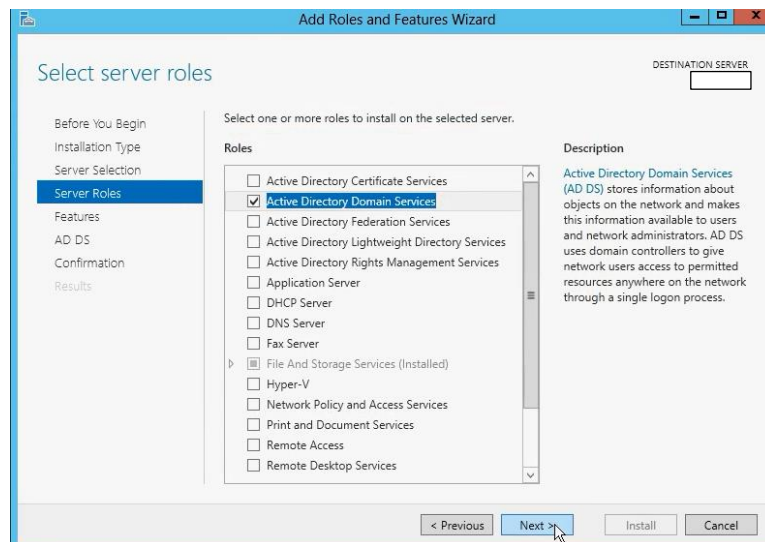 Add Roles and Features Wizard
Select server roles
DESTINATION SERVER
Before You Begin
Installation Type
Server Selection
Server Roles
Features
AD DS
Confirmation
Results
Select one or more roles to install on the selected server.
Roles
Active Directory Certificate Services
Active Directory Domain Services
Active Directory Federation Services
Active Directory Lightweight Directory Services
Active Directory Rights Management Services
Application Server
DHCP Server
DNS Server
Fax Server
File And Storage Services (Installed)
Hyper-V
Network Policy and Access Services
Print and Document Services
Remote Access
Remote Desktop Services
Description
Active Directory Domain Services
(AD DS) stores information about
objects on the network and makes
this information available to users
and network administrators. AD DS
uses domain controllers to give
network users access to permitted
resources anywhere on the network
through a single logon process.
< Previous
Next >
Install
Cancel